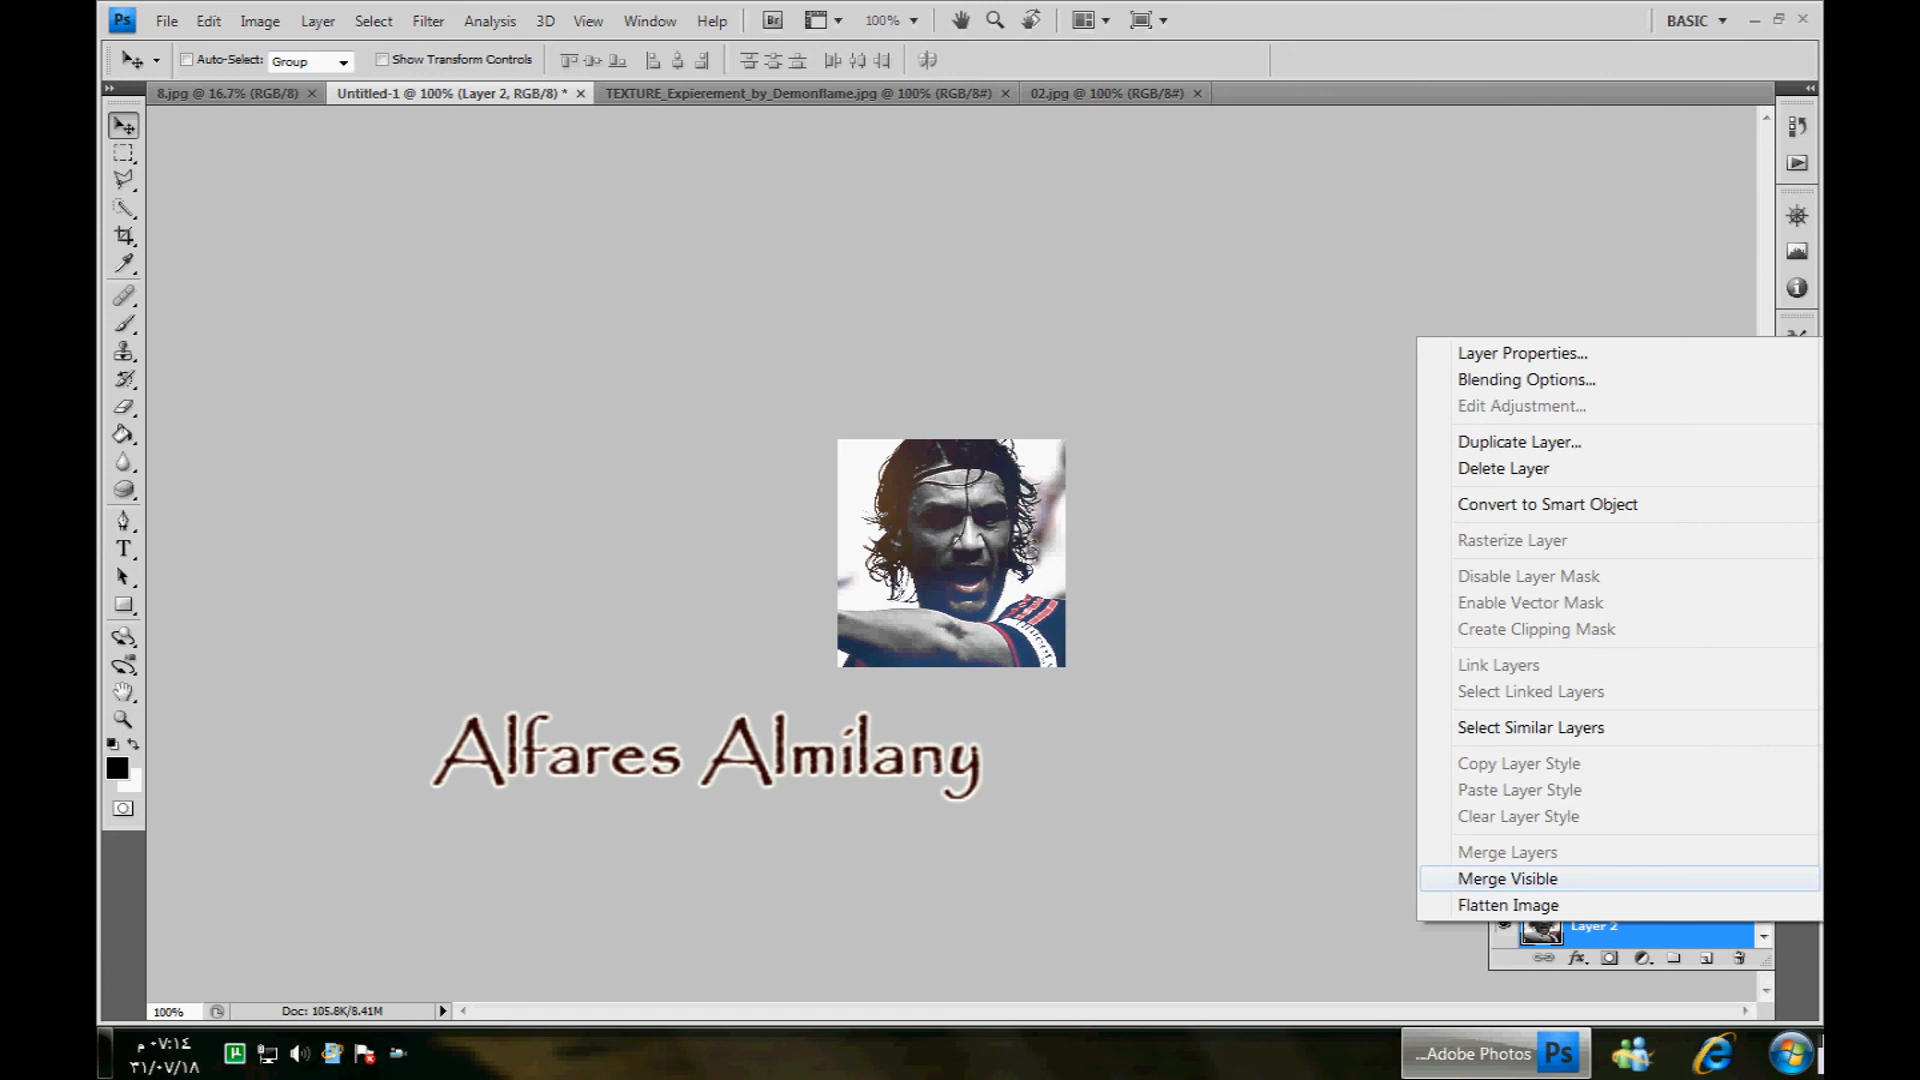 Ps File Edit Image Layer Select Filter Analysis 3D View Window Help Br 100% BASIC
Auto-Select: Group Show Transform Controls
8.jpg @ 16.7% (RGB/8) Untitled-1 @ 100% (Layer 2, RGB/8) * TEXTURE_Expierement_by_Demonflame.jpg @ 100% (RGB/8#) 02.jpg @ 100% (RGB/8#)
Layer Properties...
Blending Options...
Edit Adjustment...
Duplicate Layer...
Delete Layer
Convert to Smart Object
Rasterize Layer
Disable Layer Mask
Enable Vector Mask
Create Clipping Mask
Link Layers
Select Linked Layers
Select Similar Layers
Copy Layer Style
Paste Layer Style
Clear Layer Style
Merge Layers
Merge Visible
Flatten Image
Alfares Almilany
Layer 2
100% Doc: 105.8K/8.41M
٠٧:١٤ م
٣١/٠٧/١٨
...Adobe Photos Ps